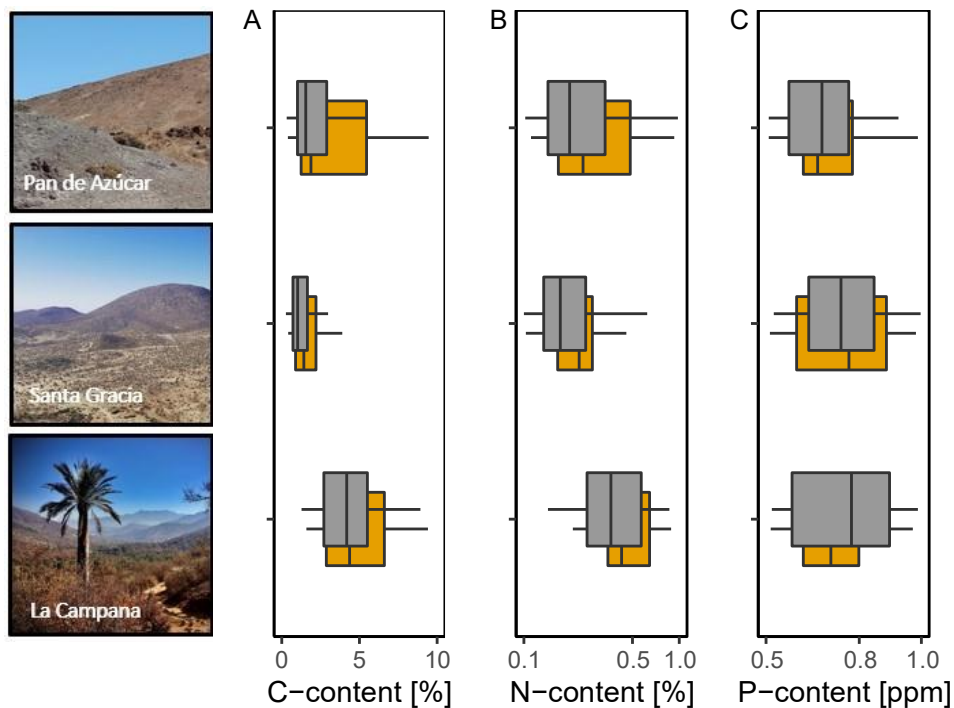 A
B
C
Pan de Azúcar
Santa Gracia
La Campana
0
10
0.1
0.5
1.0
0.5
0.8
1.0
C−content [%]
N−content [%]
P−content [ppm]